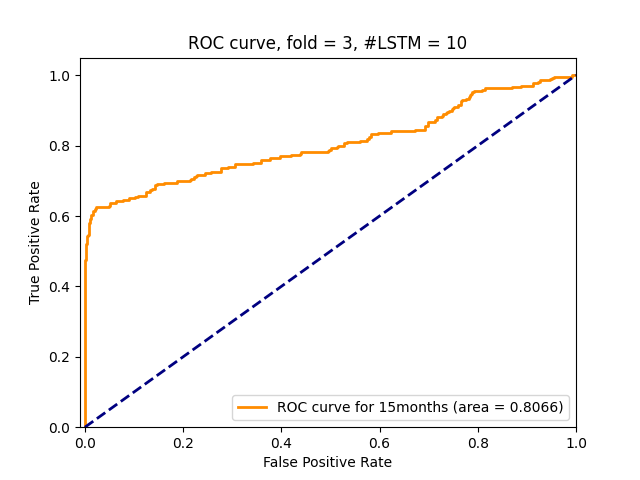 ROC curve, fold = 3, #LSTM = 10
1.0
0.8
0.6
0.4
0.2
0.0
True Positive Rate
ROC curve for 15months (area = 0.8066)
0.0 0.2 0.4 0.6 0.8 1.0
False Positive Rate